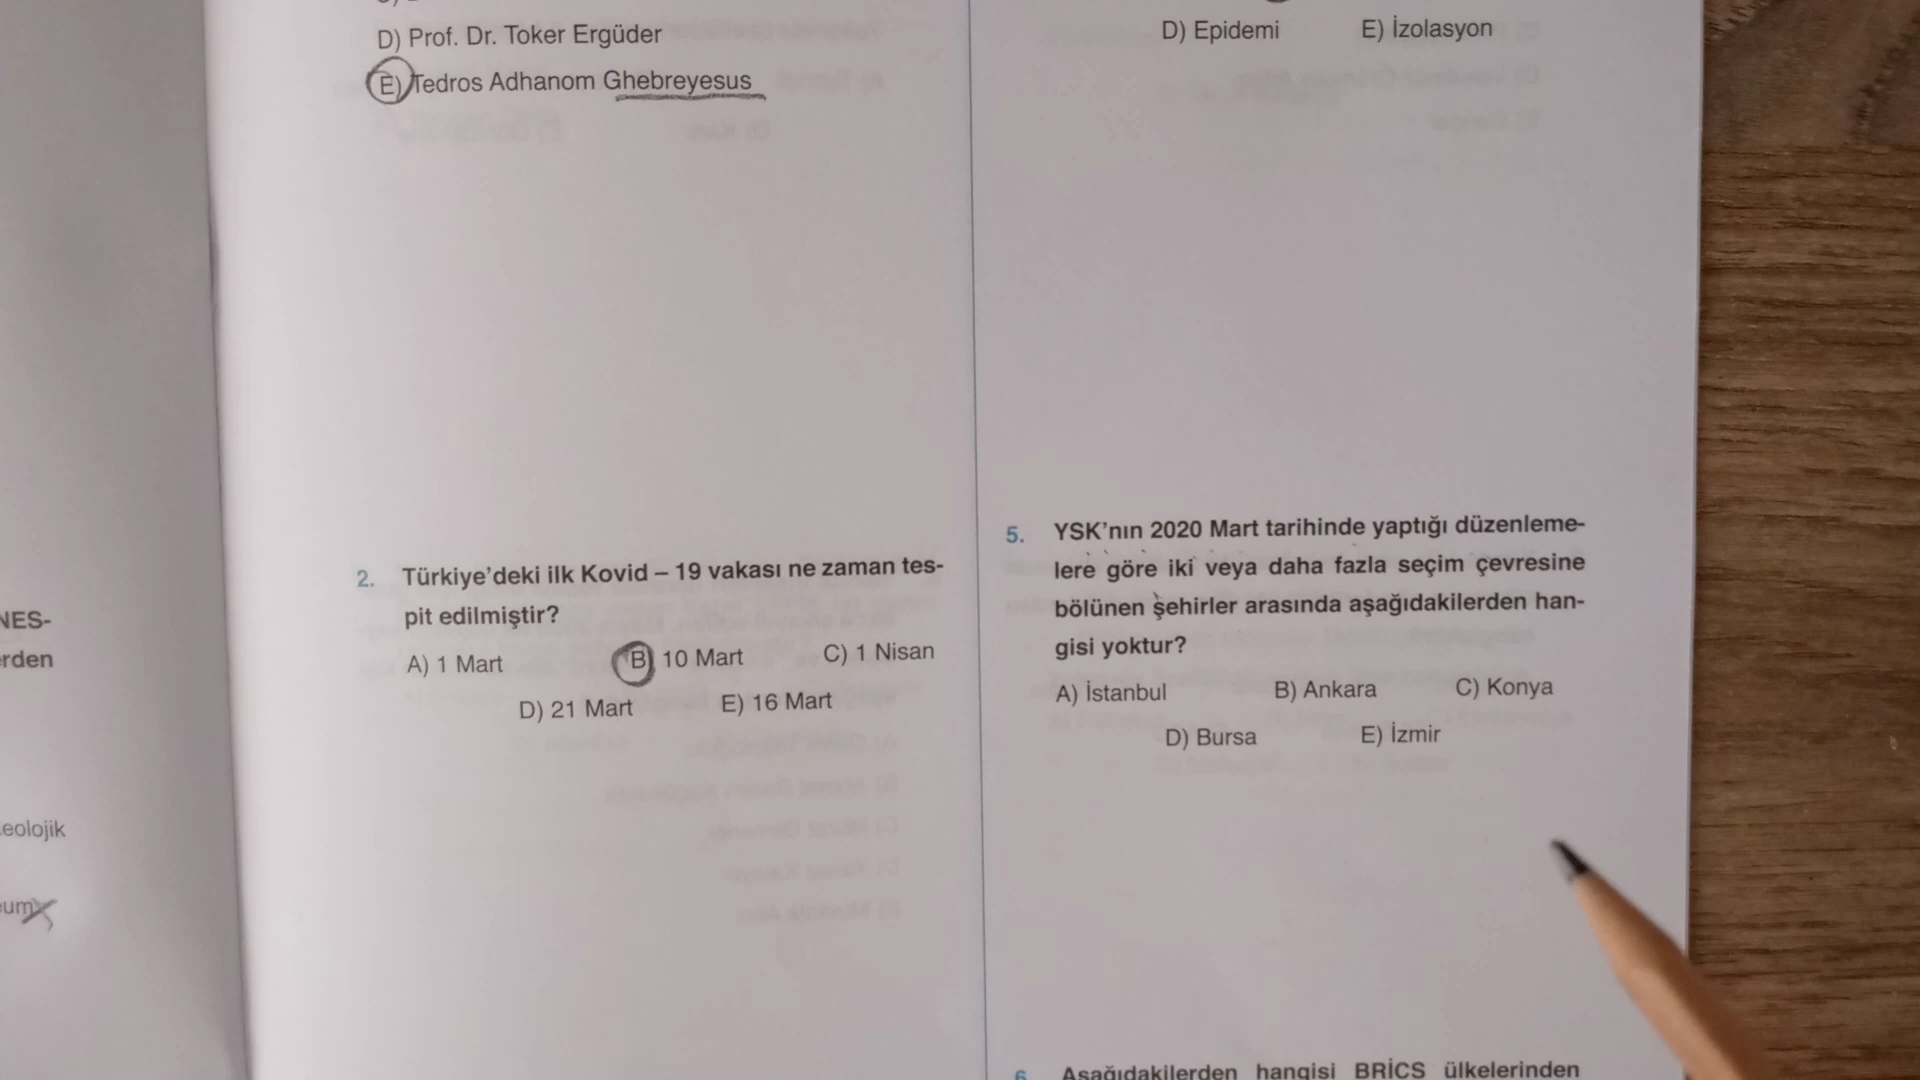 D) Prof. Dr. Toker Ergüder
E) Tedros Adhanom Ghebreyesus
2. Türkiye'deki ilk Kovid – 19 vakası ne zaman tes-
pit edilmiştir?
A) 1 Mart B) 10 Mart C) 1 Nisan
D) 21 Mart E) 16 Mart
D) Epidemi E) İzolasyon
5. YSK'nın 2020 Mart tarihinde yaptığı düzenleme-
lere göre iki veya daha fazla seçim çevresine
bölünen şehirler arasında aşağıdakilerden han-
gisi yoktur?
A) İstanbul B) Ankara C) Konya
D) Bursa E) İzmir
6. Aşağıdakilerden hangisi BRİCS ülkelerinden
NES-
rden
eolojik
um